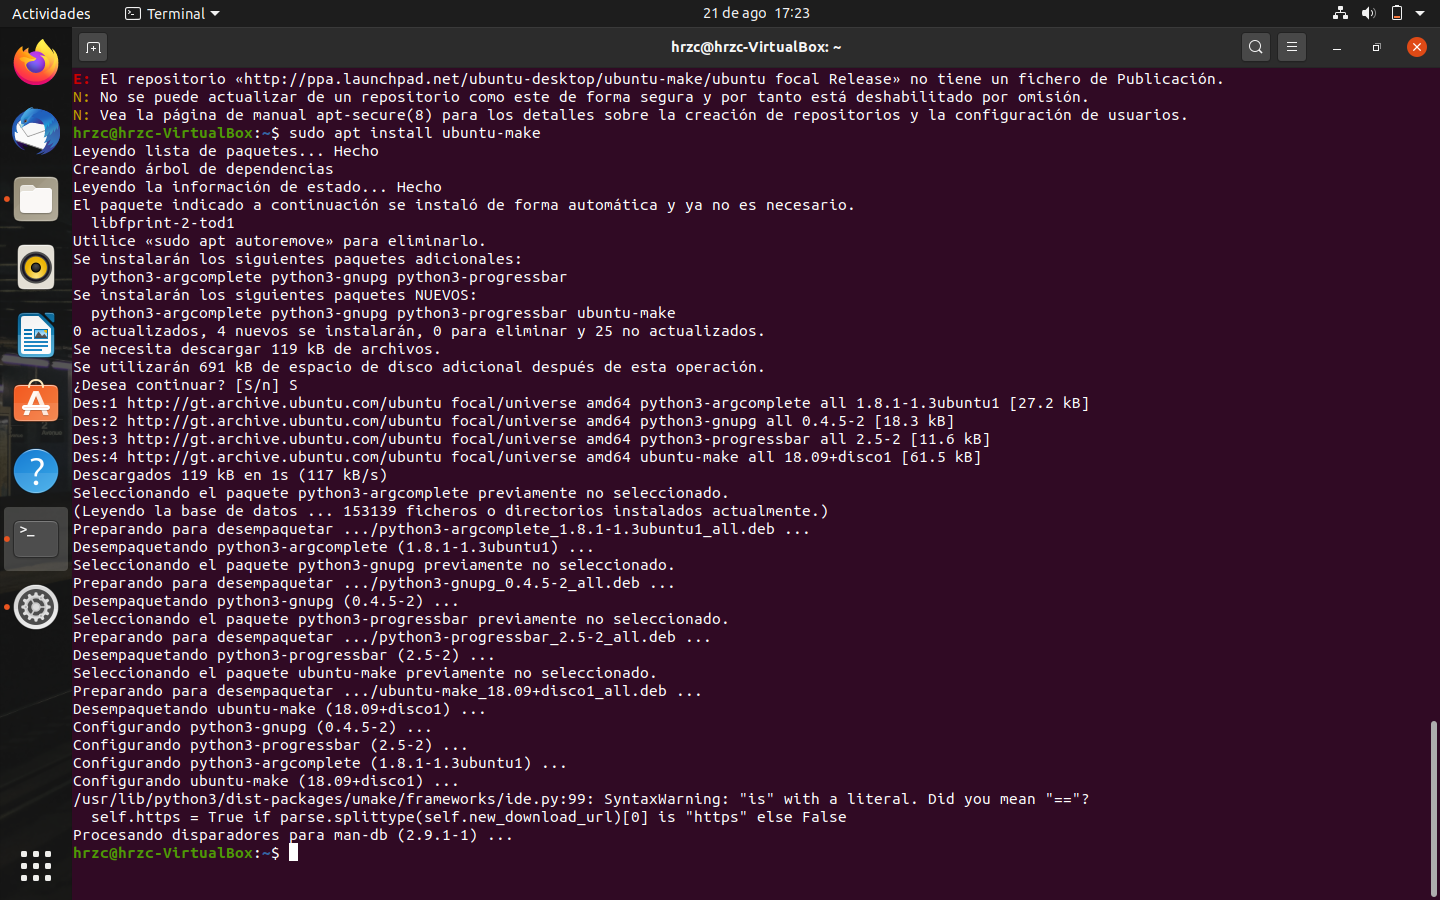 Actividades
Terminal
21 de ago 17:23
hrzc@hrzc-VirtualBox: ~
E: El repositorio «http://ppa.launchpad.net/ubuntu-desktop/ubuntu-make/ubuntu focal Release» no tiene un fichero de Publicación.
N: No se puede actualizar de un repositorio como este de forma segura y por tanto está deshabilitado por omisión.
N: Vea la página de manual apt-secure(8) para los detalles sobre la creación de repositorios y la configuración de usuarios.
hrzc@hrzc-VirtualBox:~$ sudo apt install ubuntu-make
Leyendo lista de paquetes... Hecho
Creando árbol de dependencias
Leyendo la información de estado... Hecho
El paquete indicado a continuación se instaló de forma automática y ya no es necesario.
  libfprint-2-tod1
Utilice «sudo apt autoremove» para eliminarlo.
Se instalarán los siguientes paquetes adicionales:
  python3-argcomplete python3-gnupg python3-progressbar
Se instalarán los siguientes paquetes NUEVOS:
  python3-argcomplete python3-gnupg python3-progressbar ubuntu-make
0 actualizados, 4 nuevos se instalarán, 0 para eliminar y 25 no actualizados.
Se necesita descargar 119 kB de archivos.
Se utilizarán 691 kB de espacio de disco adicional después de esta operación.
¿Desea continuar? [S/n] S
Des:1 http://gt.archive.ubuntu.com/ubuntu focal/universe amd64 python3-argcomplete all 1.8.1-1.3ubuntu1 [27.2 kB]
Des:2 http://gt.archive.ubuntu.com/ubuntu focal/universe amd64 python3-gnupg all 0.4.5-2 [18.3 kB]
Des:3 http://gt.archive.ubuntu.com/ubuntu focal/universe amd64 python3-progressbar all 2.5-2 [11.6 kB]
Des:4 http://gt.archive.ubuntu.com/ubuntu focal/universe amd64 ubuntu-make all 18.09+disco1 [61.5 kB]
Descargados 119 kB en 1s (117 kB/s)
Seleccionando el paquete python3-argcomplete previamente no seleccionado.
(Leyendo la base de datos ... 153139 ficheros o directorios instalados actualmente.)
Preparando para desempaquetar .../python3-argcomplete_1.8.1-1.3ubuntu1_all.deb ...
Desempaquetando python3-argcomplete (1.8.1-1.3ubuntu1) ...
Seleccionando el paquete python3-gnupg previamente no seleccionado.
Preparando para desempaquetar .../python3-gnupg_0.4.5-2_all.deb ...
Desempaquetando python3-gnupg (0.4.5-2) ...
Seleccionando el paquete python3-progressbar previamente no seleccionado.
Preparando para desempaquetar .../python3-progressbar_2.5-2_all.deb ...
Desempaquetando python3-progressbar (2.5-2) ...
Seleccionando el paquete ubuntu-make previamente no seleccionado.
Preparando para desempaquetar .../ubuntu-make_18.09+disco1_all.deb ...
Desempaquetando ubuntu-make (18.09+disco1) ...
Configurando python3-gnupg (0.4.5-2) ...
Configurando python3-progressbar (2.5-2) ...
Configurando python3-argcomplete (1.8.1-1.3ubuntu1) ...
Configurando ubuntu-make (18.09+disco1) ...
/usr/lib/python3/dist-packages/umake/frameworks/ide.py:99: SyntaxWarning: "is" with a literal. Did you mean "=="?
  self.https = True if parse.splittype(self.new_download_url)[0] is "https" else False
Procesando disparadores para man-db (2.9.1-1) ...
hrzc@hrzc-VirtualBox:~$